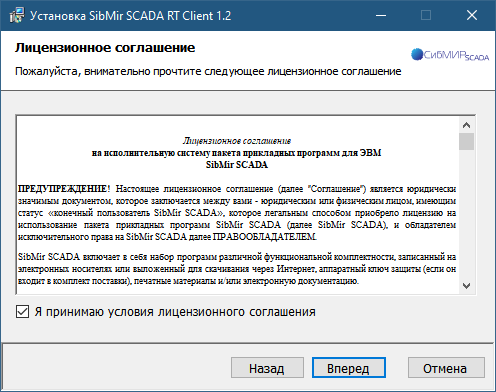 Установка SibMir SCADA RT Client 1.2
Лицензионное соглашение
Пожалуйста, внимательно прочтите следующее лицензионное соглашение
СИБМИР SCADA
Лицензионное соглашение
на исполнительную систему пакета прикладных программ для ЭВМ
SibMir SCADA
ПРЕДУПРЕЖДЕНИЕ! Настоящее лицензионное соглашение (далее "Соглашение") является юридически
значимым документом, которое заключается между вами - юридическим или физическим лицом, имеющим
статус «конечный пользователь SibMir SCADA», которое легальным способом приобрело лицензию на
использование пакета прикладных программ SibMir SCADA (далее SibMir SCADA), и обладателем
исключительного права на SibMir SCADA далее ПРАВООБЛАДАТЕЛЕМ.
SibMir SCADA включает в себя набор программ различной функциональной комплектности, записанный на
электронных носителях или выложенный для скачивания через Интернет, аппаратный ключ защиты (если он
входит в комплект поставки), печатные материалы и/или электронную документацию.
Я принимаю условия лицензионного соглашения
Назад
Вперед
Отмена